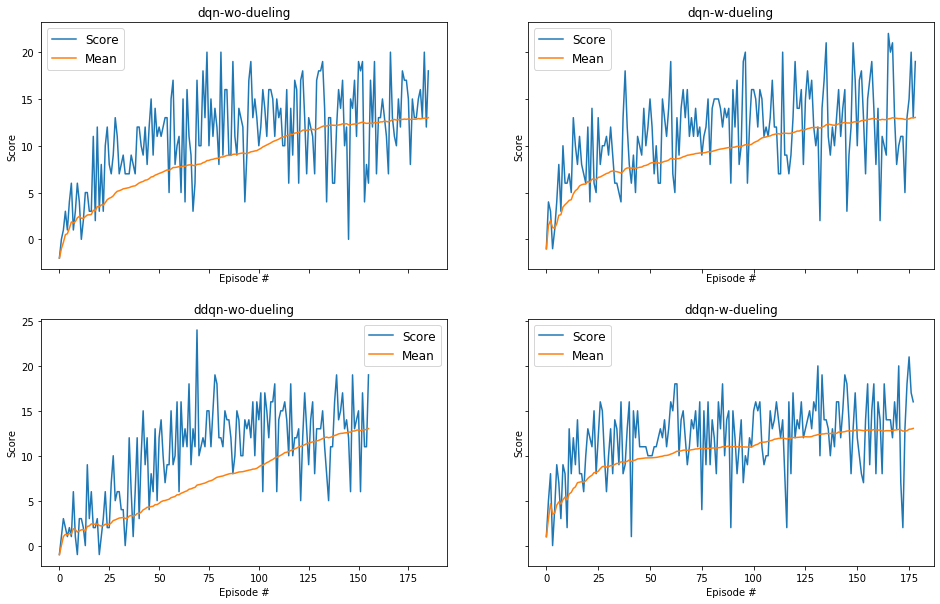 dqn-wo-dueling
Score
Mean
20
15
10
5
0
Score
Episode #
dqn-w-dueling
Score
Mean
Score
Episode #
ddqn-wo-dueling
Score
Mean
25
20
15
10
5
0
Score
0 25 50 75 100 125 150 175
Episode #
ddqn-w-dueling
Score
Mean
Score
0 25 50 75 100 125 150 175
Episode #